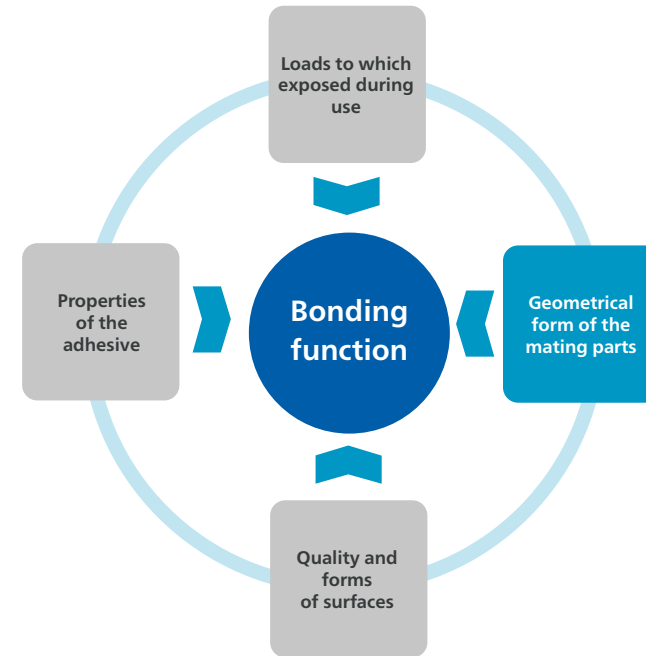 Loads to which
exposed during
use
Properties
of the
adhesive
Bonding
function
Geometrical
form of the
mating parts
Quality and
forms
of surfaces